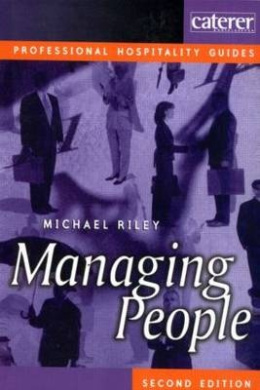 caterer
PROFESSIONAL HOSPITALITY GUIDES
MICHAEL RILEY
Managing
People
SECOND EDITION